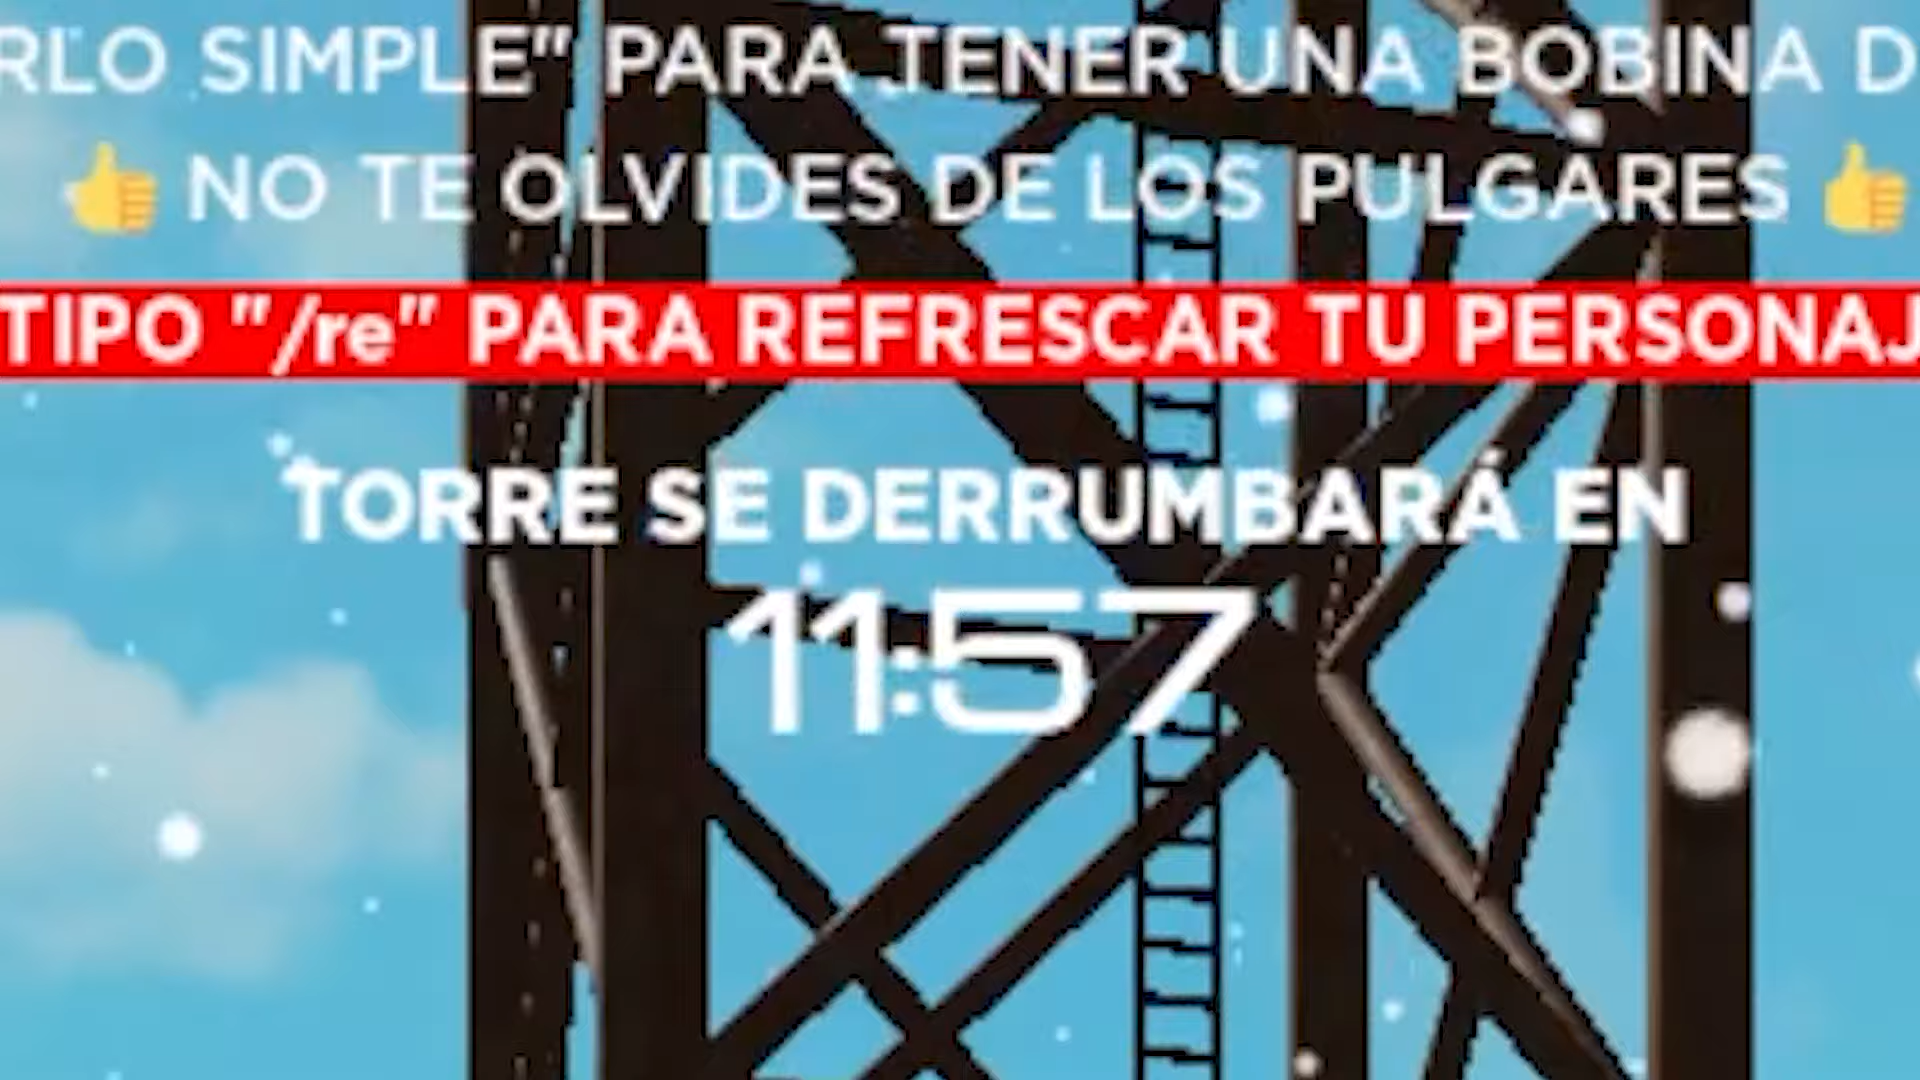 RLO SIMPLE" PARA TENER UNA BOBINA D
👍 NO TE OLVIDES DE LOS PULGARES 👍
TIPO "/re" PARA REFRESCAR TU PERSONAJ
TORRE SE DERRUMBARÁ EN
11:57